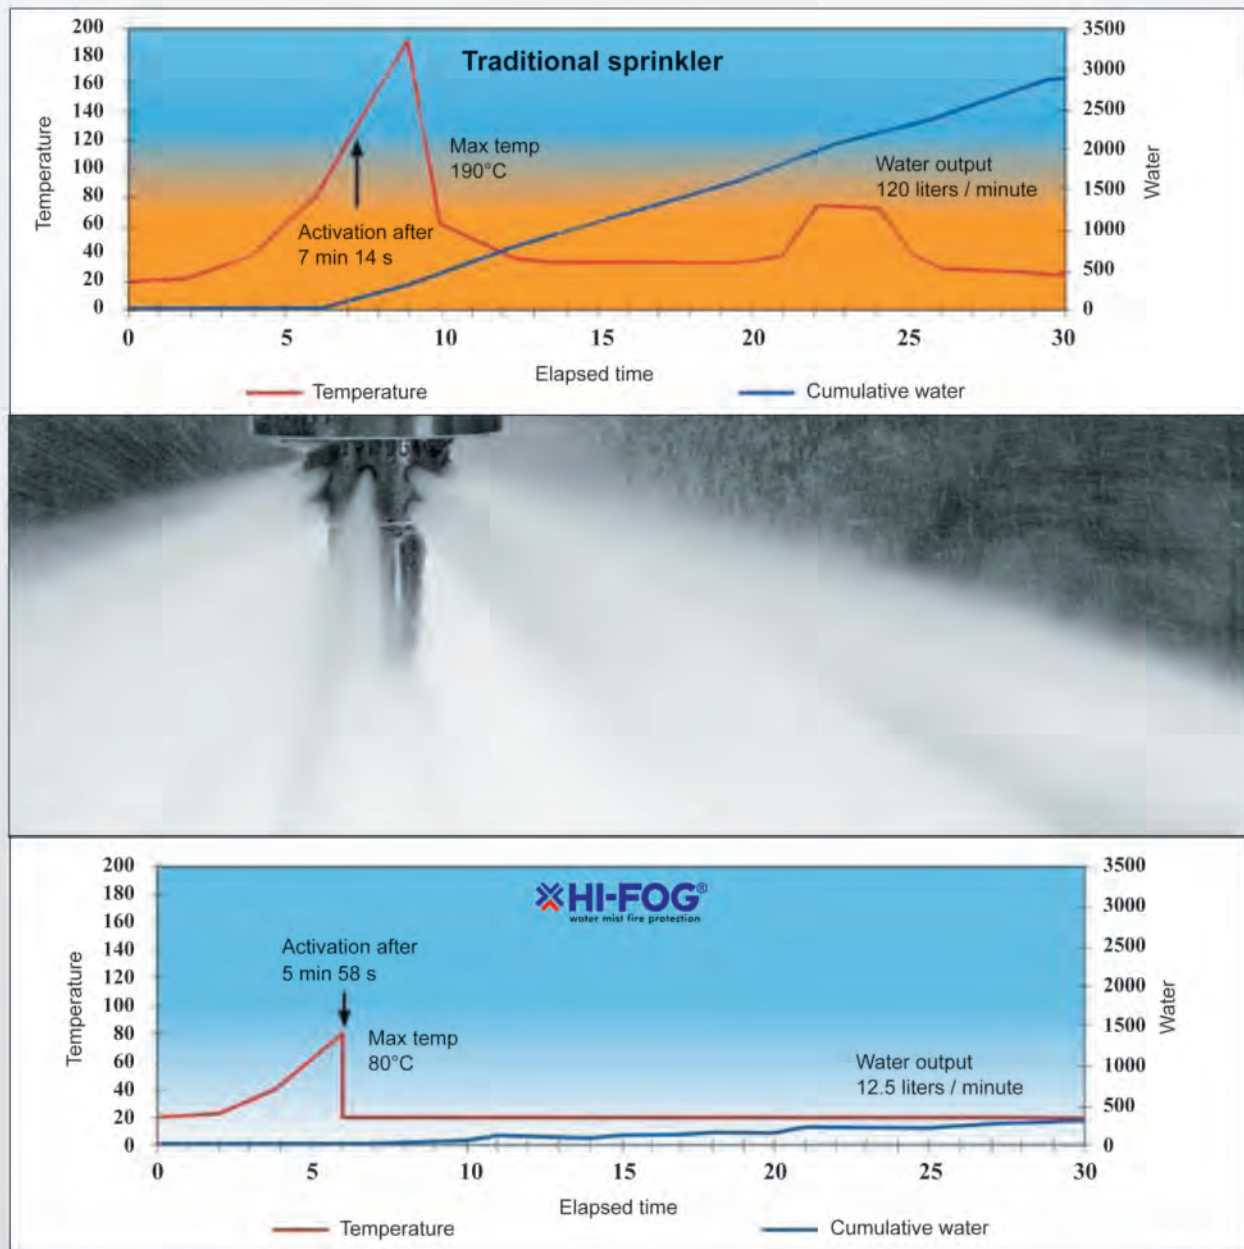 Traditional sprinkler
Temperature
200
180
160
140
120
100
80
60
40
20
0
Activation after
7 min 14 s
Max temp
190°C
Water output
120 liters / minute
3500
3000
2500
2000
1500
1000
500
0
Water
0 5 10 15 20 25 30
Elapsed time
Temperature
Cumulative water
HI-FOG®
water mist fire protection
Temperature
200
180
160
140
120
100
80
60
40
20
0
Activation after
5 min 58 s
Max temp
80°C
Water output
12.5 liters / minute
3500
3000
2500
2000
1500
1000
500
0
Water
0 5 10 15 20 25 30
Elapsed time
Temperature
Cumulative water